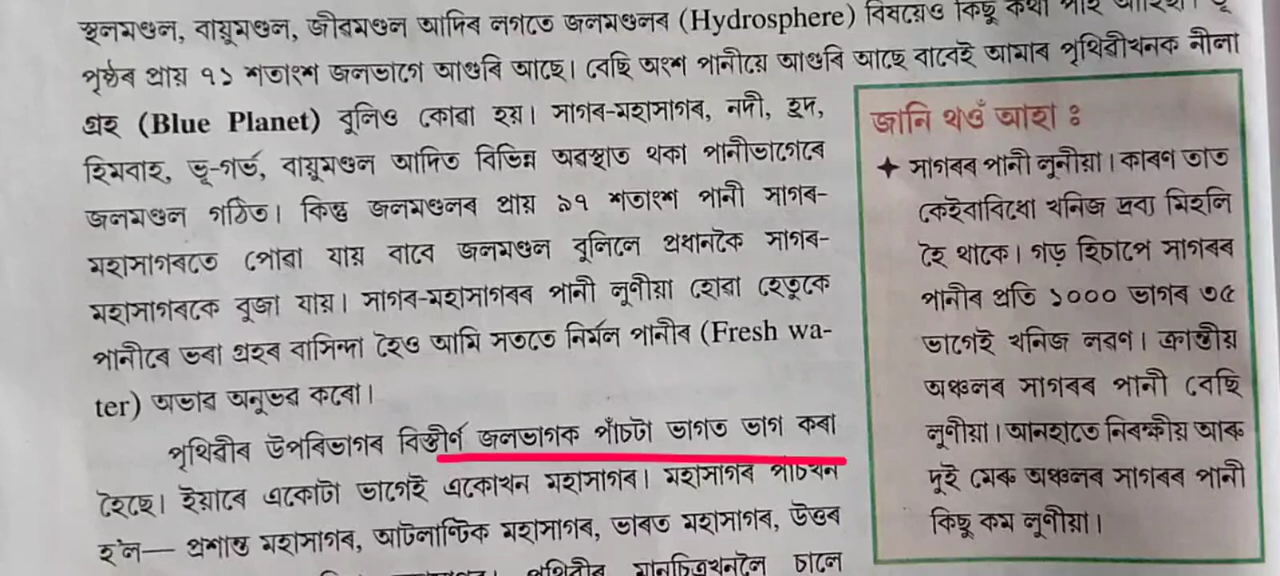 স্থলমণ্ডল, বায়ুমণ্ডল, জীৱমণ্ডল আদিৰ লগতে জলমণ্ডলৰ (Hydrosphere) বিষয়েও কিছু কথা
পৃষ্ঠৰ প্ৰায় ৭১ শতাংশ জলভাগে আগুৰি আছে। বেছি অংশ পানীয়ে আগুৰি আছে বাবেই আমাৰ পৃথিৱীখনক নীলা
গ্ৰহ (Blue Planet) বুলিও কোৱা হয়। সাগৰ-মহাসাগৰ, নদী, হ্ৰদ,
হিমবাহ, ভূ-গৰ্ভ, বায়ুমণ্ডল আদিত বিভিন্ন অৱস্থাত থকা পানীভাগেৰে
জলমণ্ডল গঠিত। কিন্তু জলমণ্ডলৰ প্ৰায় ৯৭ শতাংশ পানী সাগৰ-
মহাসাগৰতে পোৱা যায় বাবে জলমণ্ডল বুলিলে প্ৰধানকৈ সাগৰ-
মহাসাগৰকে বুজা যায়। সাগৰ-মহাসাগৰৰ পানী লুণীয়া হোৱা হেতুকে
পানীৰে ভৰা গ্ৰহৰ বাসিন্দা হৈও আমি সততে নিৰ্মল পানীৰ (Fresh wa-
ter) অভাৱ অনুভৱ কৰো।
পৃথিৱীৰ উপৰিভাগৰ বিস্তীৰ্ণ জলভাগক পাঁচটা ভাগত ভাগ কৰা
হৈছে। ইয়াৰে একোটা ভাগেই একোখন মহাসাগৰ। মহাসাগৰ পাঁচখন
হ'ল— প্ৰশান্ত মহাসাগৰ, আটলাণ্টিক মহাসাগৰ, ভাৰত মহাসাগৰ, উত্তৰ
পৃথিৱীৰ মানচিত্ৰখনলৈ চালে
জানি থওঁ আহা :
✦ সাগৰৰ পানী লুণীয়া। কাৰণ তাত
কেইবাবিধো খনিজ দ্ৰব্য মিহলি
হৈ থাকে। গড় হিচাপে সাগৰৰ
পানীৰ প্ৰতি ১০০০ ভাগৰ ৩৫
ভাগেই খনিজ লৱণ। ক্ৰান্তীয়
অঞ্চলৰ সাগৰৰ পানী বেছি
লুণীয়া। আনহাতে নিৰক্ষীয় আৰু
দুই মেৰু অঞ্চলৰ সাগৰৰ পানী
কিছু কম লুণীয়া।